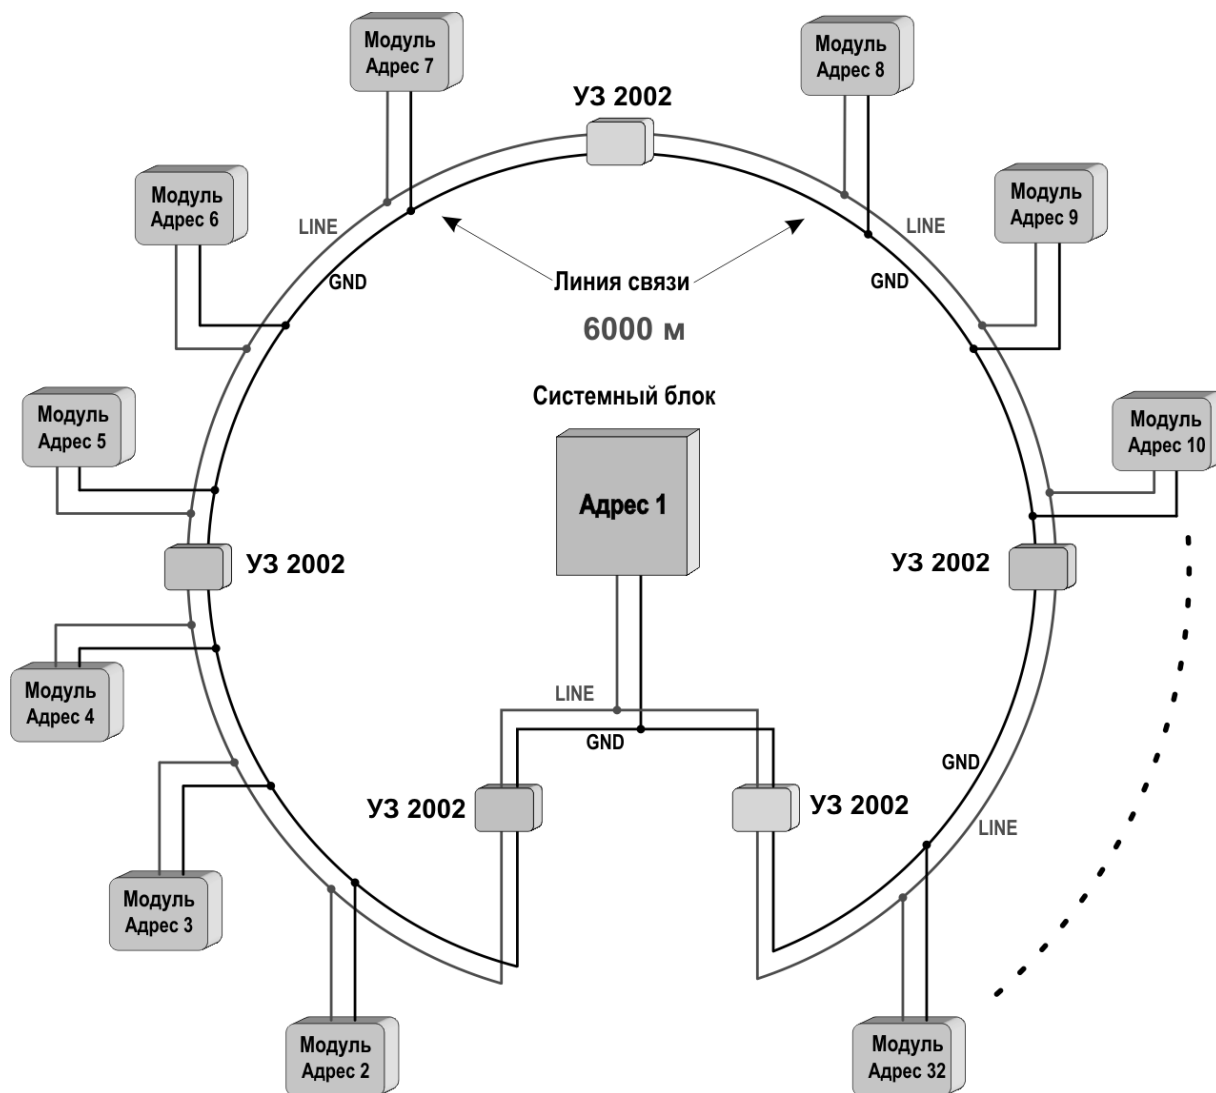 Модуль
Адрес 7
Модуль
Адрес 8
УЗ 2002
Модуль
Адрес 6
Модуль
Адрес 9
LINE
LINE
GND
Линия связи
GND
6000 м
Системный блок
Модуль
Адрес 5
Модуль
Адрес 10
Адрес 1
УЗ 2002
УЗ 2002
Модуль
Адрес 4
LINE
GND
GND
УЗ 2002
УЗ 2002
LINE
Модуль
Адрес 3
Модуль
Адрес 2
Модуль
Адрес 32